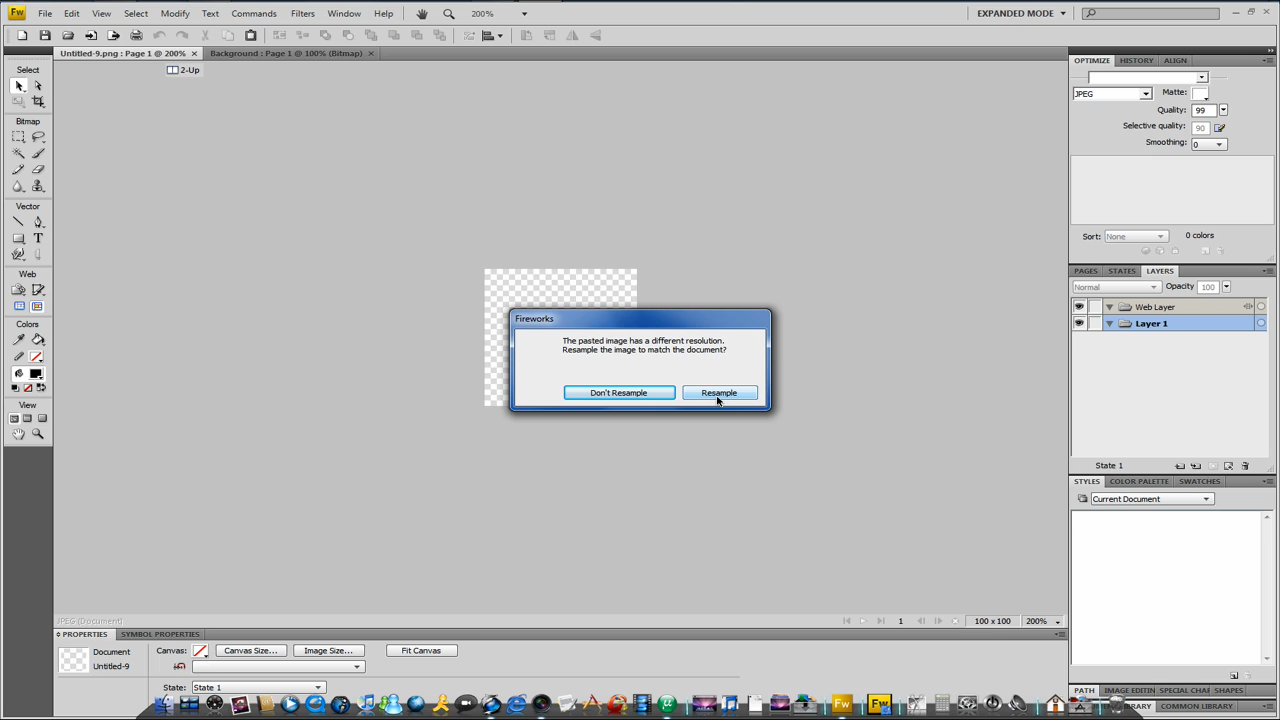 Fw File Edit View Select Modify Text Commands Filters Window Help 200% EXPANDED MODE
Untitled-9.png : Page 1 @ 200% Background : Page 1 @ 100% (Bitmap)
2-Up
Select
Bitmap
Vector
T
Web
Colors
View
Fireworks
The pasted image has a different resolution.
Resample the image to match the document?
Don't Resample Resample
OPTIMIZE HISTORY ALIGN
JPEG Matte:
Quality: 99
Selective quality: 90
Smoothing: 0
Sort: None 0 colors
PAGES STATES LAYERS
Normal Opacity 100
Web Layer
Layer 1
State 1
STYLES COLOR PALETTE SWATCHES
Current Document
JPEG (Document) 1 100 x 100 200%
PROPERTIES SYMBOL PROPERTIES
Document Canvas: Canvas Size... Image Size... Fit Canvas
Untitled-9
State: State 1
PATH IMAGE EDITIN SPECIAL CHAR SHAPES
LIBRARY COMMON LIBRARY
Fw Fw